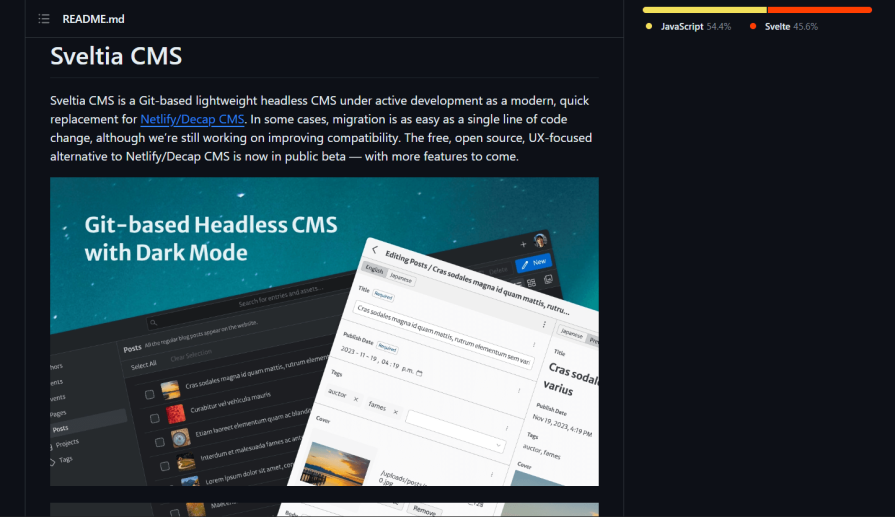 README.md
JavaScript 54.4%
Svelte 45.6%
Sveltia CMS
Sveltia CMS is a Git-based lightweight headless CMS under active development as a modern, quick
replacement for Netlify/Decap CMS. In some cases, migration is as easy as a single line of code
change, although we’re still working on improving compatibility. The free, open source, UX-focused
alternative to Netlify/Decap CMS is now in public beta — with more features to come.
Git-based Headless CMS
with Dark Mode
New
Delete
Search for entries and assets...
Posts All the regular blog posts appear on the website.
Select All Clear Selection
Pages
Posts
Projects
Tags
Cras sodales magna id quam mattis, rutrum elemen
Curabitur vel vehicula mauris
Etiam laoreet elementum quam ac bland
Interdum et malesuada fames ac ant
Lorem ipsum dolor sit amet, con
Editing Posts / Cras sodales magna id quam mattis, rutru...
English Japanese
Title Required
Cras sodales magna id quam mattis, rutrum elementum sem var
Publish Date Required
2023 - 11 - 19 , 04 : 19 p.m.
Tags
auctor × fames ×
Cover
/uploads/posts
0.jpg
Remove
Japanese Pre
Title
Cras soda
varius
Publish Date
Nov 19, 2023, 4:19 PM
Tags
auctor, fames
Cover